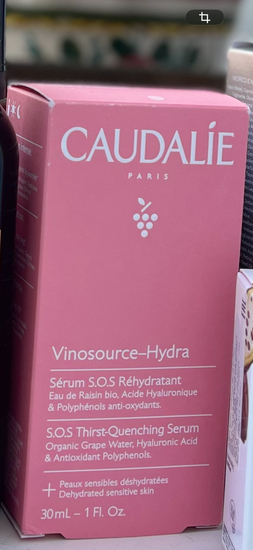 CAUDALÍE
PARIS
Vinosource-Hydra
Sérum S.O.S Réhydratant
Eau de Raisin bio, Acide Hyaluronique
& Polyphénols anti-oxydants.
S.O.S Thirst-Quenching Serum
Organic Grape Water, Hyaluronic Acid
& Antioxidant Polyphenols.
+ Peaux sensibles déshydratées
Dehydrated sensitive skin
30mL – 1 Fl. Oz.